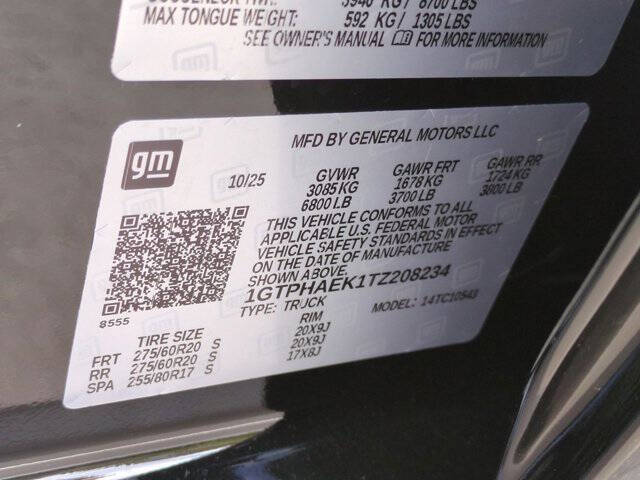 3946 KG / 8700 LBS
MAX TONGUE WEIGHT: 592 KG / 1305 LBS
SEE OWNER'S MANUAL FOR MORE INFORMATION
gm
MFD BY GENERAL MOTORS LLC
10/25 GVWR GAWR FRT GAWR RR
3085KG 1678 KG 1724 KG
6800 LB 3700 LB 3800 LB
THIS VEHICLE CONFORMS TO ALL
APPLICABLE U.S. FEDERAL MOTOR
VEHICLE SAFETY STANDARDS IN EFFECT
ON THE DATE OF MANUFACTURE
SHOWN ABOVE.
1GTPHAEK1TZ208234
TYPE: TRUCK MODEL: 14TC10543
8555
TIRE SIZE RIM
FRT 275/60R20 S 20X9J
RR 275/60R20 S 20X9J
SPA 255/80R17 S 17X8J